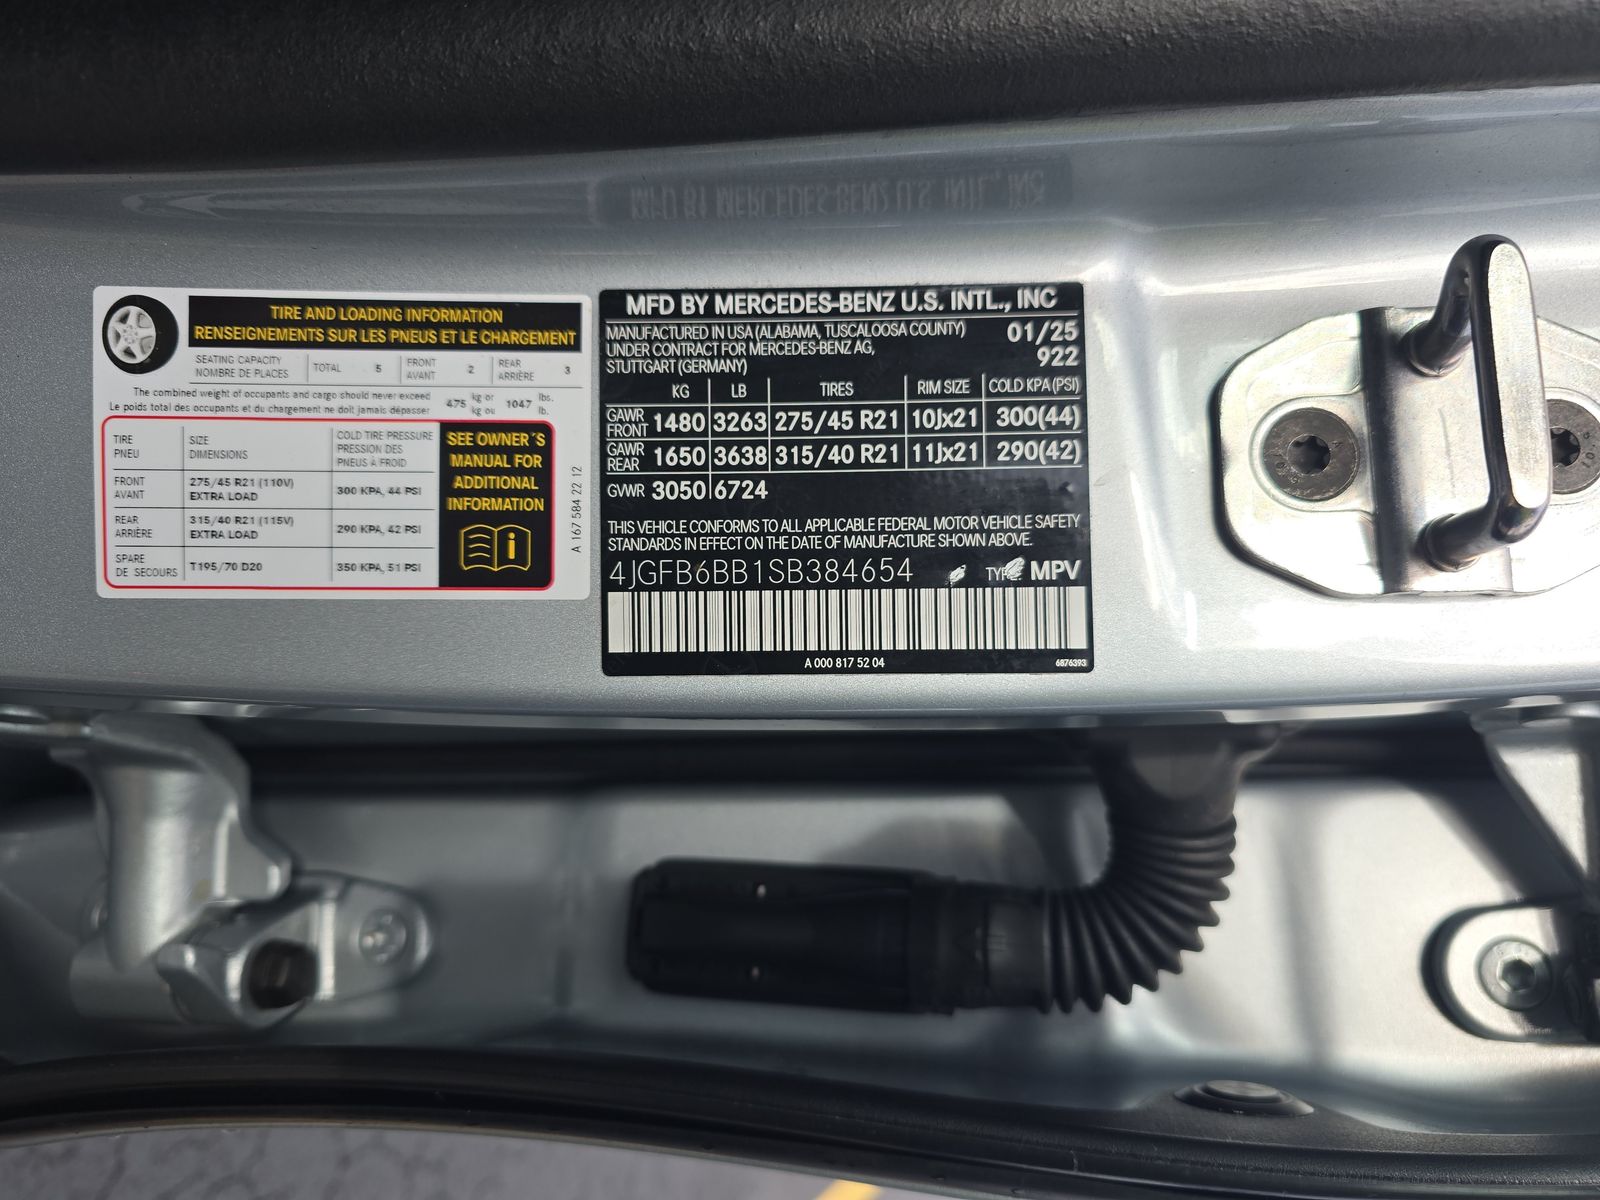 TIRE AND LOADING INFORMATION
RENSEIGNEMENTS SUR LES PNEUS ET LE CHARGEMENT
SEATING CAPACITY
NOMBRE DE PLACES
TOTAL 5
FRONT
AVANT
2
REAR
ARRIÈRE
3
The combined weight of occupants and cargo should never exceed
Le poids total des occupants et du chargement ne doit jamais dépasser
475 kg or
kg ou
1047 lbs.
lb.
TIRE
PNEU
SIZE
DIMENSIONS
COLD TIRE PRESSURE
PRESSION DES
PNEUS À FROID
FRONT
AVANT
275/45 R21 (110V)
EXTRA LOAD
300 KPA, 44 PSI
REAR
ARRIÈRE
315/40 R21 (115V)
EXTRA LOAD
290 KPA, 42 PSI
SPARE
DE SECOURS
T195/70 D20
350 KPA, 51 PSI
SEE OWNER´S
MANUAL FOR
ADDITIONAL
INFORMATION
i
A 167 584 22 12
MFD BY MERCEDES-BENZ U.S. INTL., INC
MANUFACTURED IN USA (ALABAMA, TUSCALOOSA COUNTY)
UNDER CONTRACT FOR MERCEDES-BENZ AG,
STUTTGART (GERMANY)
01/25
922
KG LB TIRES RIM SIZE COLD KPA (PSI)
GAWR
FRONT
1480 3263 275/45 R21 10Jx21 300(44)
GAWR
REAR
1650 3638 315/40 R21 11Jx21 290(42)
GVWR 3050 6724
THIS VEHICLE CONFORMS TO ALL APPLICABLE FEDERAL MOTOR VEHICLE SAFETY
STANDARDS IN EFFECT ON THE DATE OF MANUFACTURE SHOWN ABOVE.
4JGFB6BB1SB384654 TYPE MPV
A 000 817 52 04
6876393